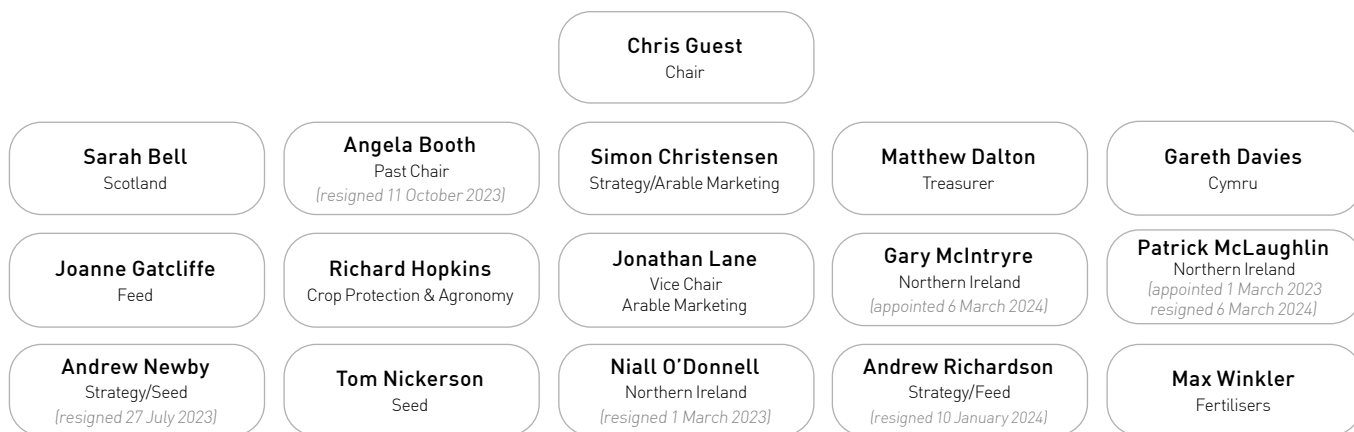 Chris Guest
Chair
Sarah Bell
Scotland
Angela Booth
Past Chair
(resigned 11 October 2023)
Simon Christensen
Strategy/Arable Marketing
Matthew Dalton
Treasurer
Gareth Davies
Cymru
Joanne Gatcliffe
Feed
Richard Hopkins
Crop Protection & Agronomy
Jonathan Lane
Vice Chair
Arable Marketing
Gary McIntryre
Northern Ireland
(appointed 6 March 2024)
Patrick McLaughlin
Northern Ireland
(appointed 1 March 2023
resigned 6 March 2024)
Andrew Newby
Strategy/Seed
(resigned 27 July 2023)
Tom Nickerson
Seed
Niall O’Donnell
Northern Ireland
(resigned 1 March 2023)
Andrew Richardson
Strategy/Feed
(resigned 10 January 2024)
Max Winkler
Fertilisers